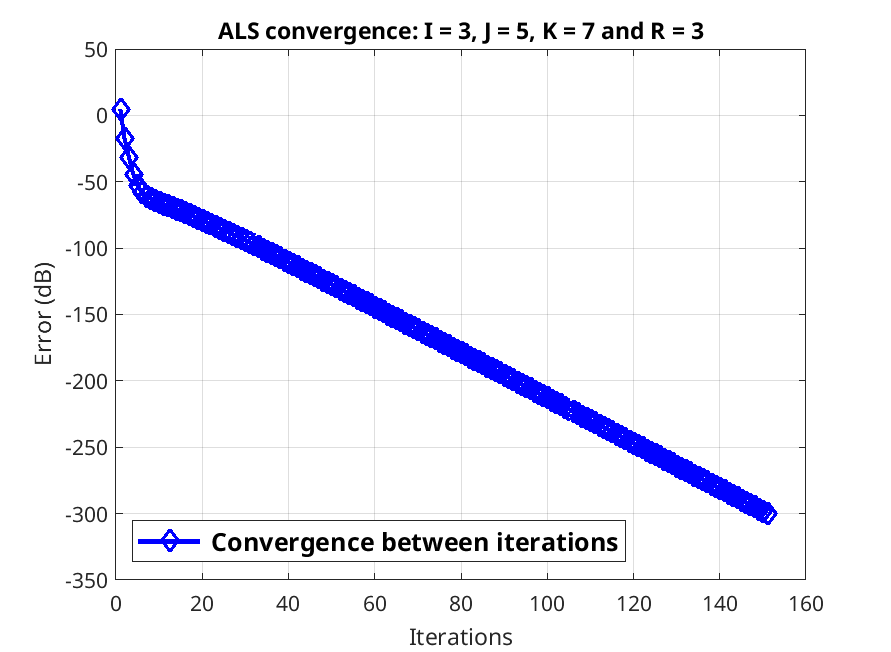 ALS convergence: I = 3, J = 5, K = 7 and R = 3
50
0
-50
-100
-150
-200
-250
-300
-350
Error (dB)
Convergence between iterations
0 20 40 60 80 100 120 140 160
Iterations